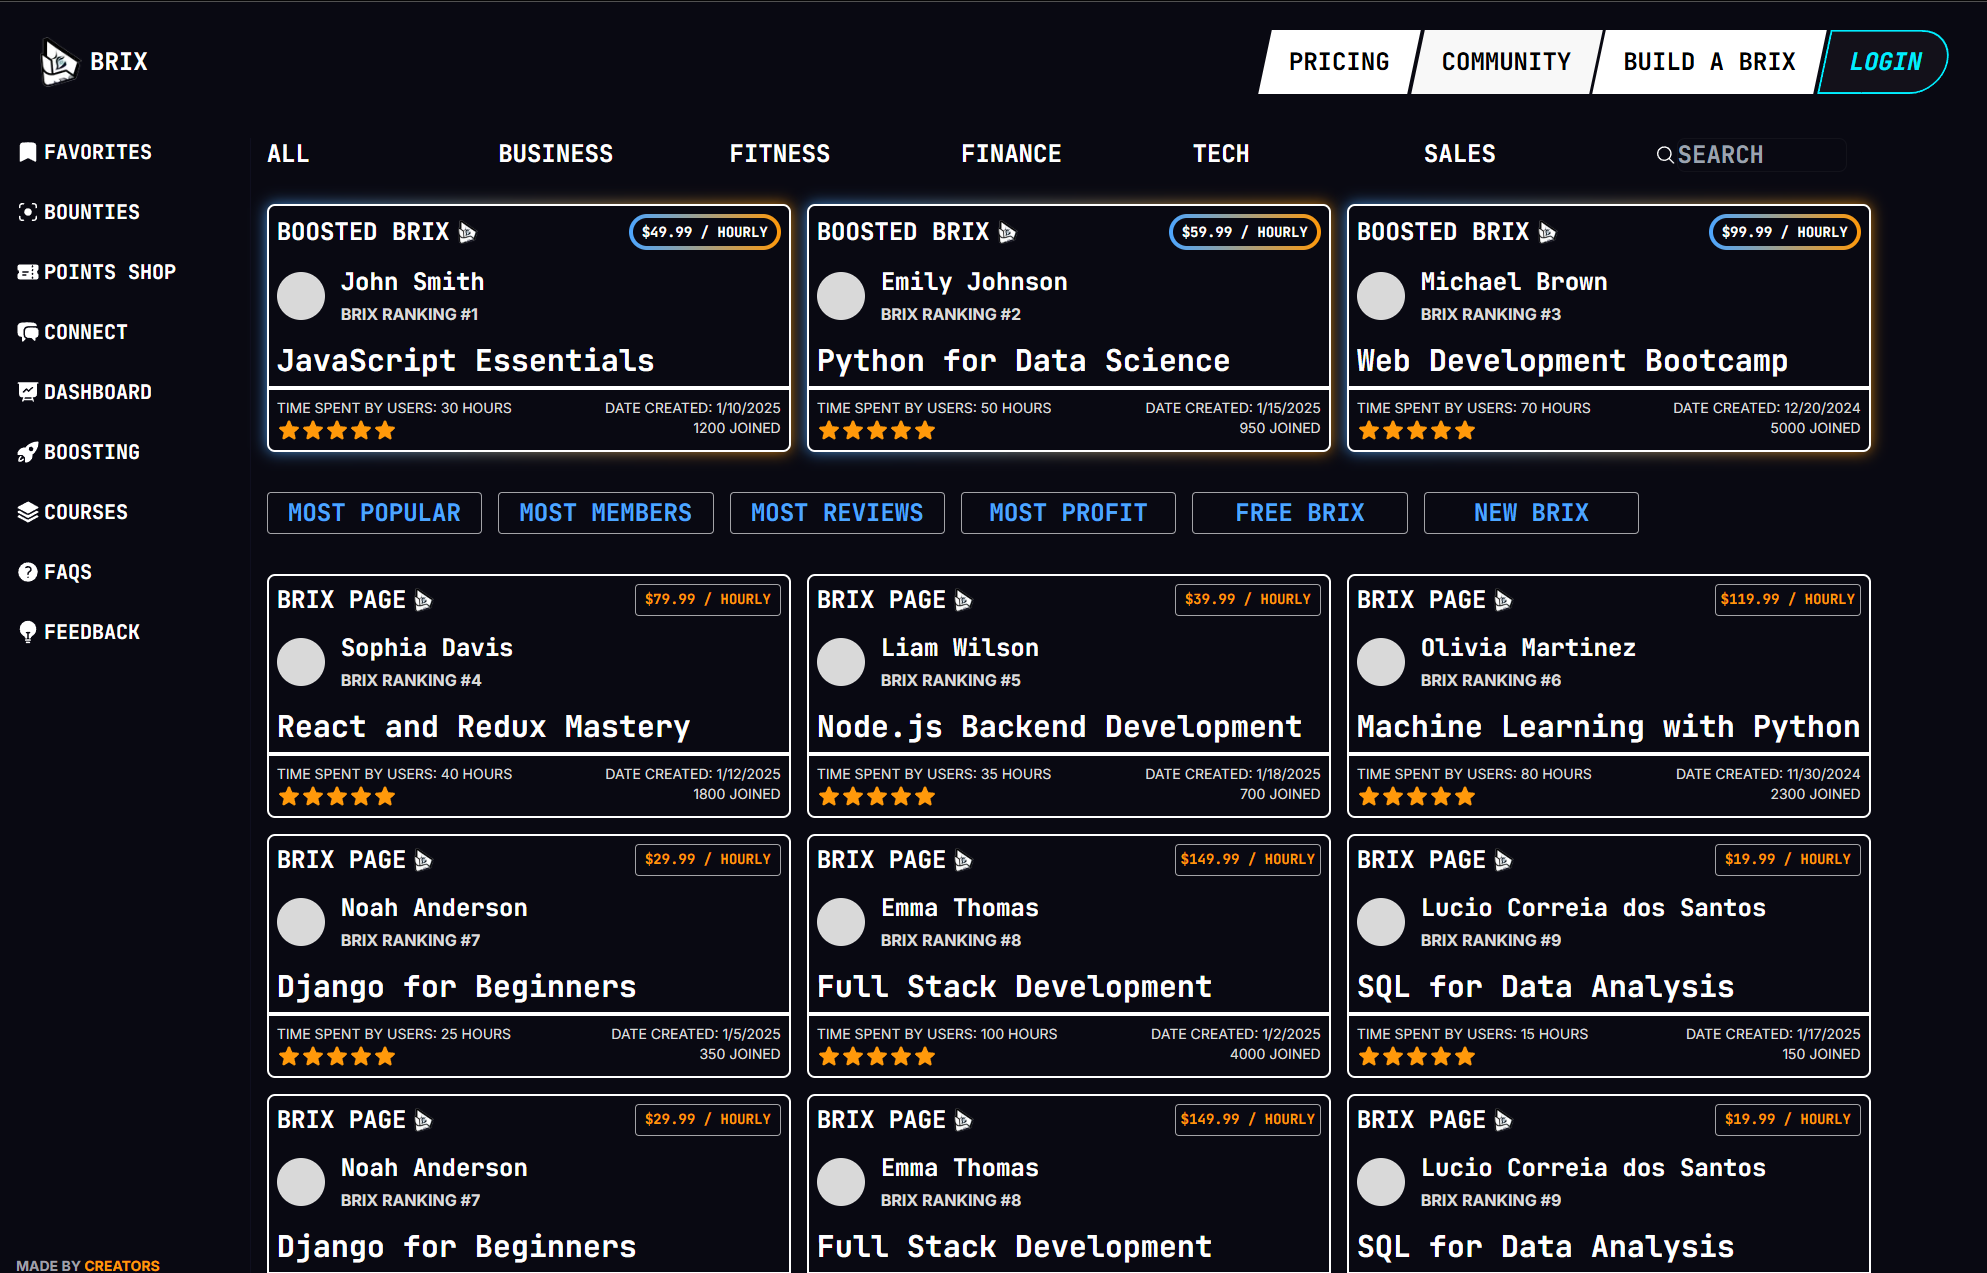 BRIX
PRICING
COMMUNITY
BUILD A BRIX
LOGIN
FAVORITES
BOUNTIES
POINTS SHOP
CONNECT
DASHBOARD
BOOSTING
COURSES
FAQS
FEEDBACK
MADE BY CREATORS
ALL
BUSINESS
FITNESS
FINANCE
TECH
SALES
SEARCH
BOOSTED BRIX
$49.99 / HOURLY
John Smith
BRIX RANKING #1
JavaScript Essentials
TIME SPENT BY USERS: 30 HOURS
DATE CREATED: 1/10/2025
1200 JOINED
BOOSTED BRIX
$59.99 / HOURLY
Emily Johnson
BRIX RANKING #2
Python for Data Science
TIME SPENT BY USERS: 50 HOURS
DATE CREATED: 1/15/2025
950 JOINED
BOOSTED BRIX
$99.99 / HOURLY
Michael Brown
BRIX RANKING #3
Web Development Bootcamp
TIME SPENT BY USERS: 70 HOURS
DATE CREATED: 12/20/2024
5000 JOINED
MOST POPULAR
MOST MEMBERS
MOST REVIEWS
MOST PROFIT
FREE BRIX
NEW BRIX
BRIX PAGE
$79.99 / HOURLY
Sophia Davis
BRIX RANKING #4
React and Redux Mastery
TIME SPENT BY USERS: 40 HOURS
DATE CREATED: 1/12/2025
1800 JOINED
BRIX PAGE
$39.99 / HOURLY
Liam Wilson
BRIX RANKING #5
Node.js Backend Development
TIME SPENT BY USERS: 35 HOURS
DATE CREATED: 1/18/2025
700 JOINED
BRIX PAGE
$119.99 / HOURLY
Olivia Martinez
BRIX RANKING #6
Machine Learning with Python
TIME SPENT BY USERS: 80 HOURS
DATE CREATED: 11/30/2024
2300 JOINED
BRIX PAGE
$29.99 / HOURLY
Noah Anderson
BRIX RANKING #7
Django for Beginners
TIME SPENT BY USERS: 25 HOURS
DATE CREATED: 1/5/2025
350 JOINED
BRIX PAGE
$149.99 / HOURLY
Emma Thomas
BRIX RANKING #8
Full Stack Development
TIME SPENT BY USERS: 100 HOURS
DATE CREATED: 1/2/2025
4000 JOINED
BRIX PAGE
$19.99 / HOURLY
Lucio Correia dos Santos
BRIX RANKING #9
SQL for Data Analysis
TIME SPENT BY USERS: 15 HOURS
DATE CREATED: 1/17/2025
150 JOINED
BRIX PAGE
$29.99 / HOURLY
Noah Anderson
BRIX RANKING #7
Django for Beginners
BRIX PAGE
$149.99 / HOURLY
Emma Thomas
BRIX RANKING #8
Full Stack Development
BRIX PAGE
$19.99 / HOURLY
Lucio Correia dos Santos
BRIX RANKING #9
SQL for Data Analysis